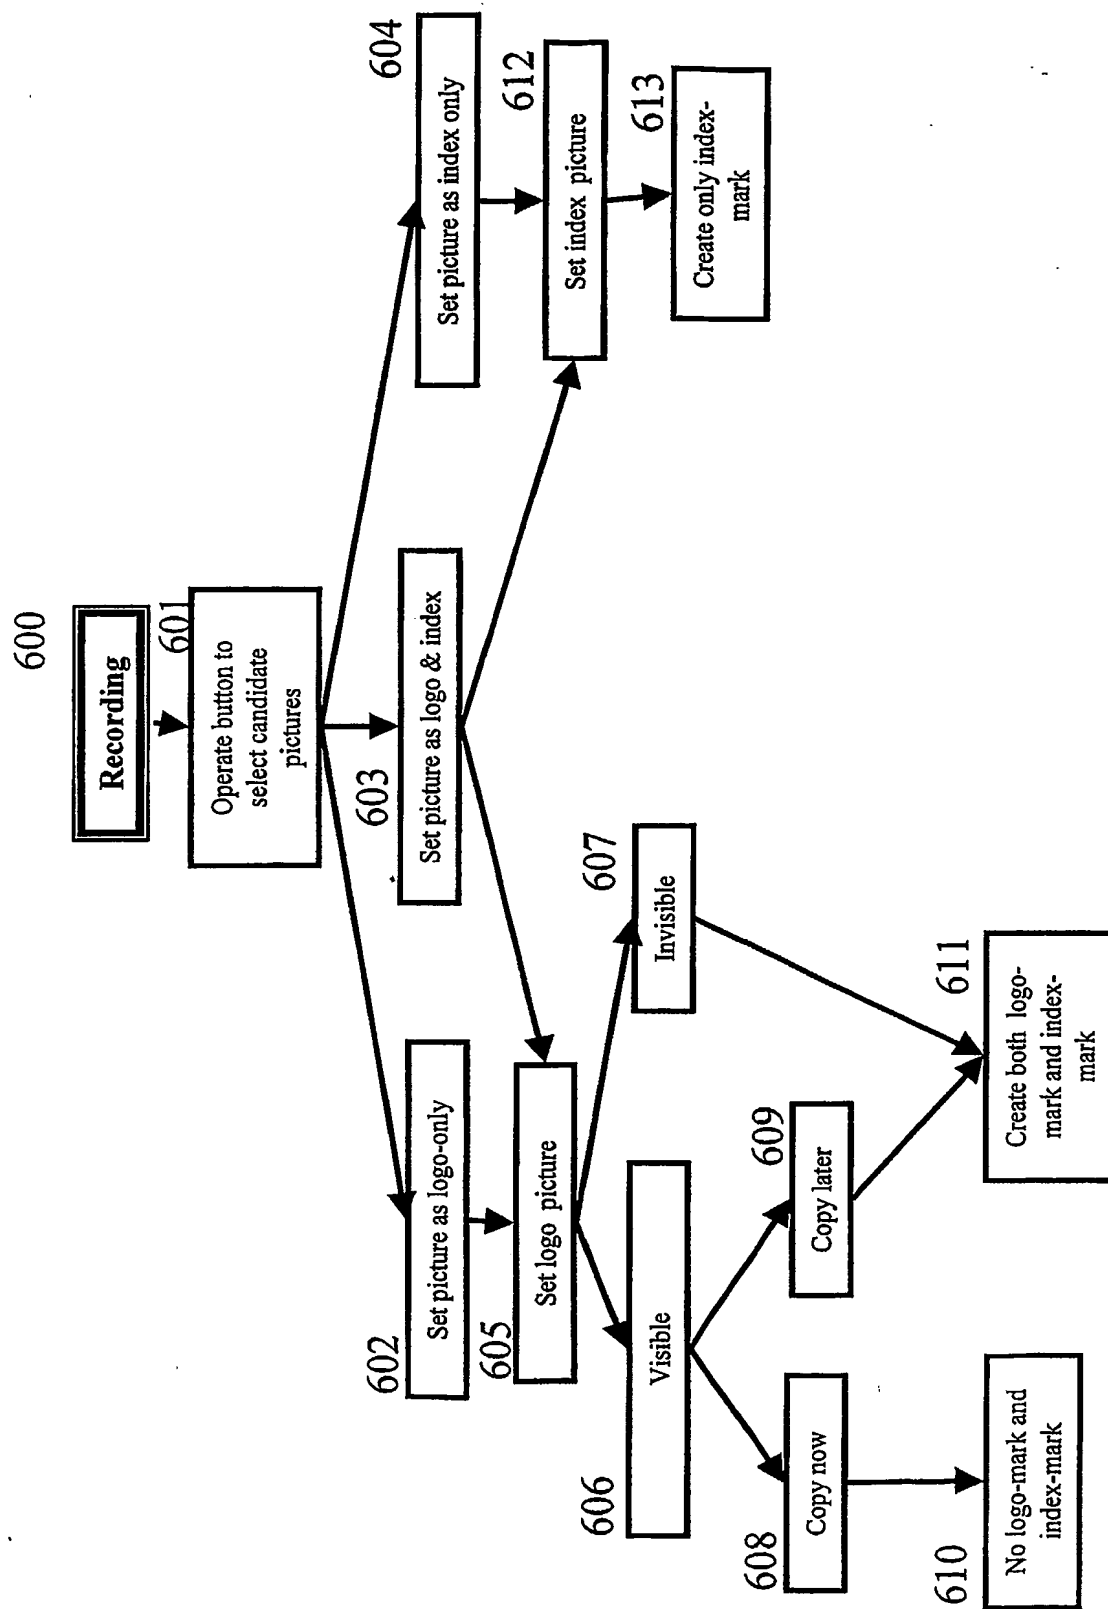 600
Recording
601
Operate button to
select candidate
pictures
602
Set picture as logo-only
603
Set picture as logo & index
604
Set picture as index only
605
Set logo picture
612
Set index picture
606
Visible
607
Invisible
613
Create only index-
mark
608
Copy now
609
Copy later
610
No logo-mark and
index-mark
611
Create both logo-
mark and index-
mark